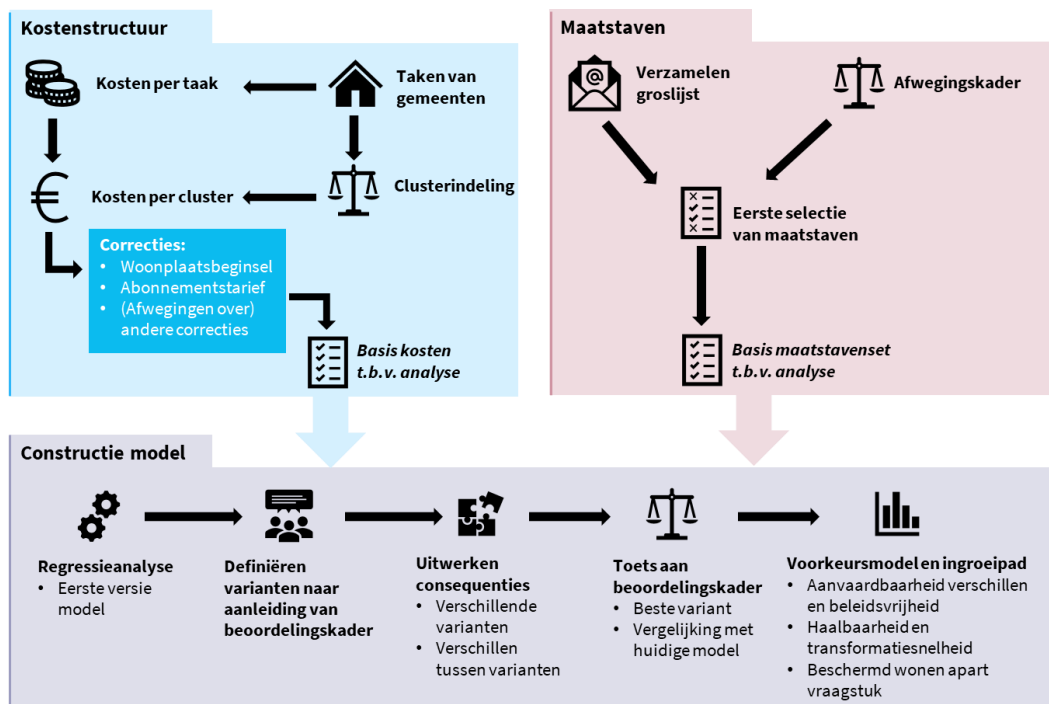 Kostenstructuur
Kosten per taak
Taken van
gemeenten
Kosten per cluster
Clusterindeling
Correcties:
• Woonplaatsbeginsel
• Abonnementstarief
• (Afwegingen over)
andere correcties
Basis kosten
t.b.v. analyse
Maatstaven
@
Verzamelen
groslijst
Afwegingskader
Eerste selectie
van maatstaven
Basis maatstavenset
t.b.v. analyse
Constructie model
Regressieanalyse
• Eerste versie
model
Definiëren
varianten naar
aanleiding van
beoordelingskader
Uitwerken
consequenties
• Verschillende
varianten
• Verschillen
tussen varianten
Toets aan
beoordelingskader
• Beste variant
• Vergelijking met
huidige model
Voorkeursmodel en ingroeipad
• Aanvaardbaarheid verschillen
en beleidsvrijheid
• Haalbaarheid en
transformatiesnelheid
• Beschermd wonen apart
vraagstuk